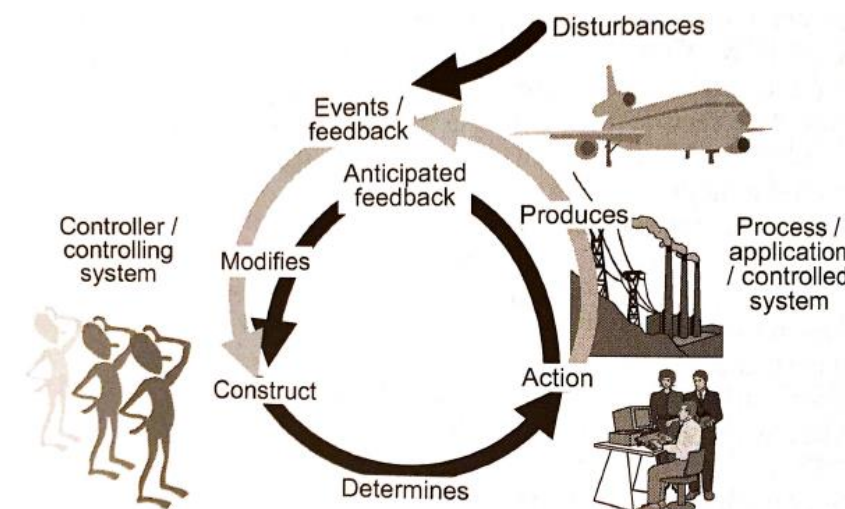 Disturbances
Events /
feedback
Anticipated
feedback
Controller /
controlling
system
Modifies
Produces
Process /
application
/ controlled
system
Construct
Action
Determines